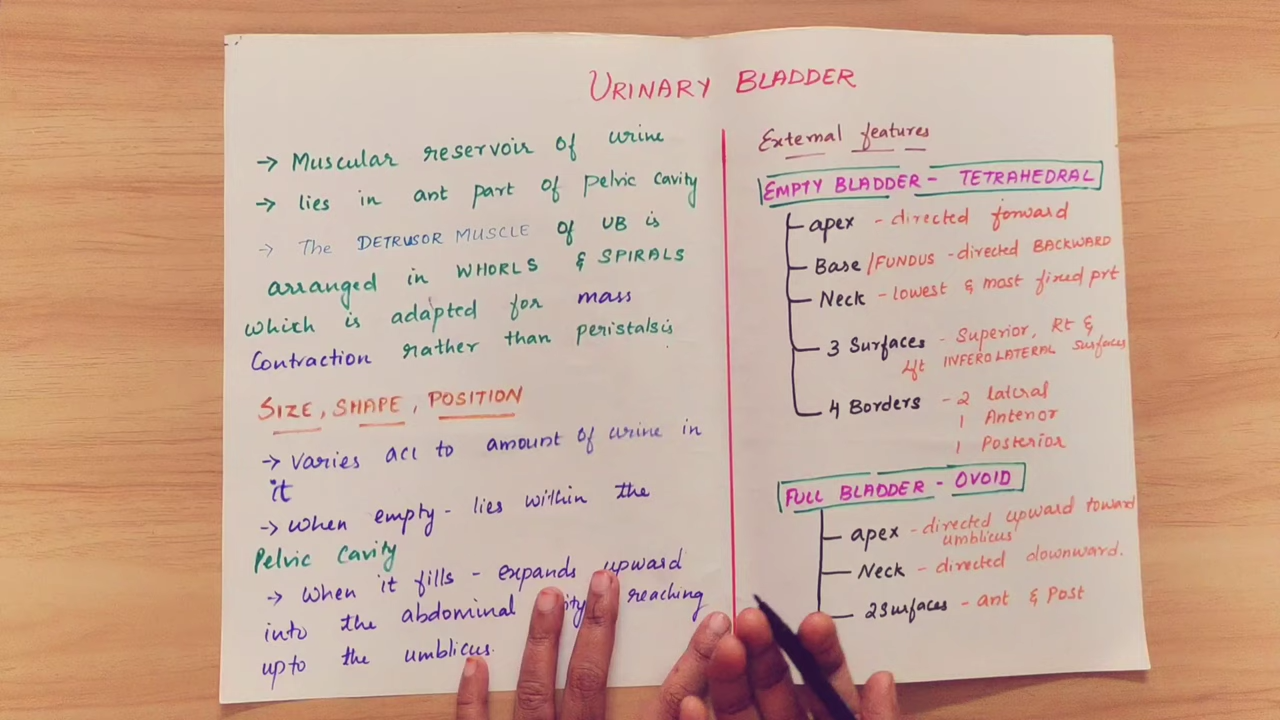 URINARY BLADDER
→ Muscular reservoir of urine
→ lies in ant part of pelvic cavity
→ The DETRUSOR MUSCLE of UB is
arranged in WHORLS & SPIRALS
which is adapted for mass
Contraction rather than peristalsis
SIZE, SHAPE, POSITION
→ Varies acc to amount of urine in
it
→ When empty - lies within the
Pelvic Cavity
→ When it fills - expands upward
into the abdominal reaching
upto the umblicus.
External features
EMPTY BLADDER - TETRAHEDRAL
apex - directed forward
Base /FUNDUS - directed BACKWARD
Neck - lowest & most fixed prt
3 Surfaces - Superior, Rt &
Lft INFEROLATERAL surfaces
4 Borders - 2 lateral
1 Anterior
1 Posterior
FULL BLADDER - OVOID
apex - directed upward toward
umblicus
Neck - directed downward.
2 Surfaces - ant & Post